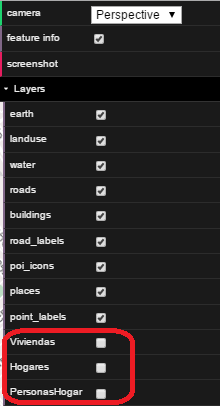 camera Perspective
feature info
screenshot
Layers
earth
landuse
water
roads
buildings
road_labels
poi_icons
places
point_labels
Viviendas
Hogares
PersonasHogar